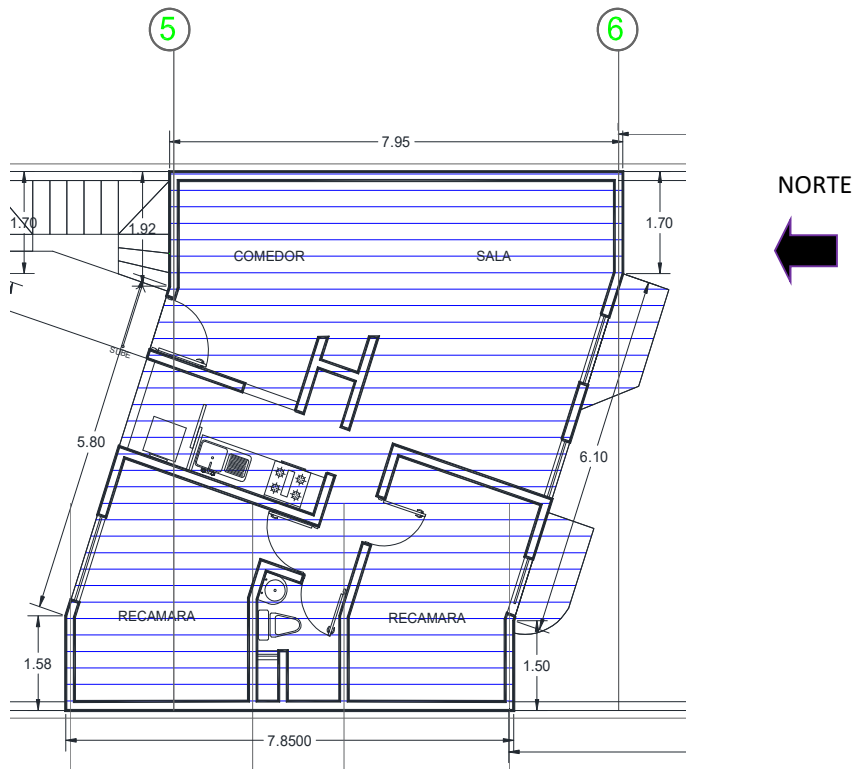 5
6
7.95
NORTE
1.70
1.92
1.70
COMEDOR
SALA
SUBE
5.80
6.10
RECAMARA
RECAMARA
1.58
1.50
7.8500